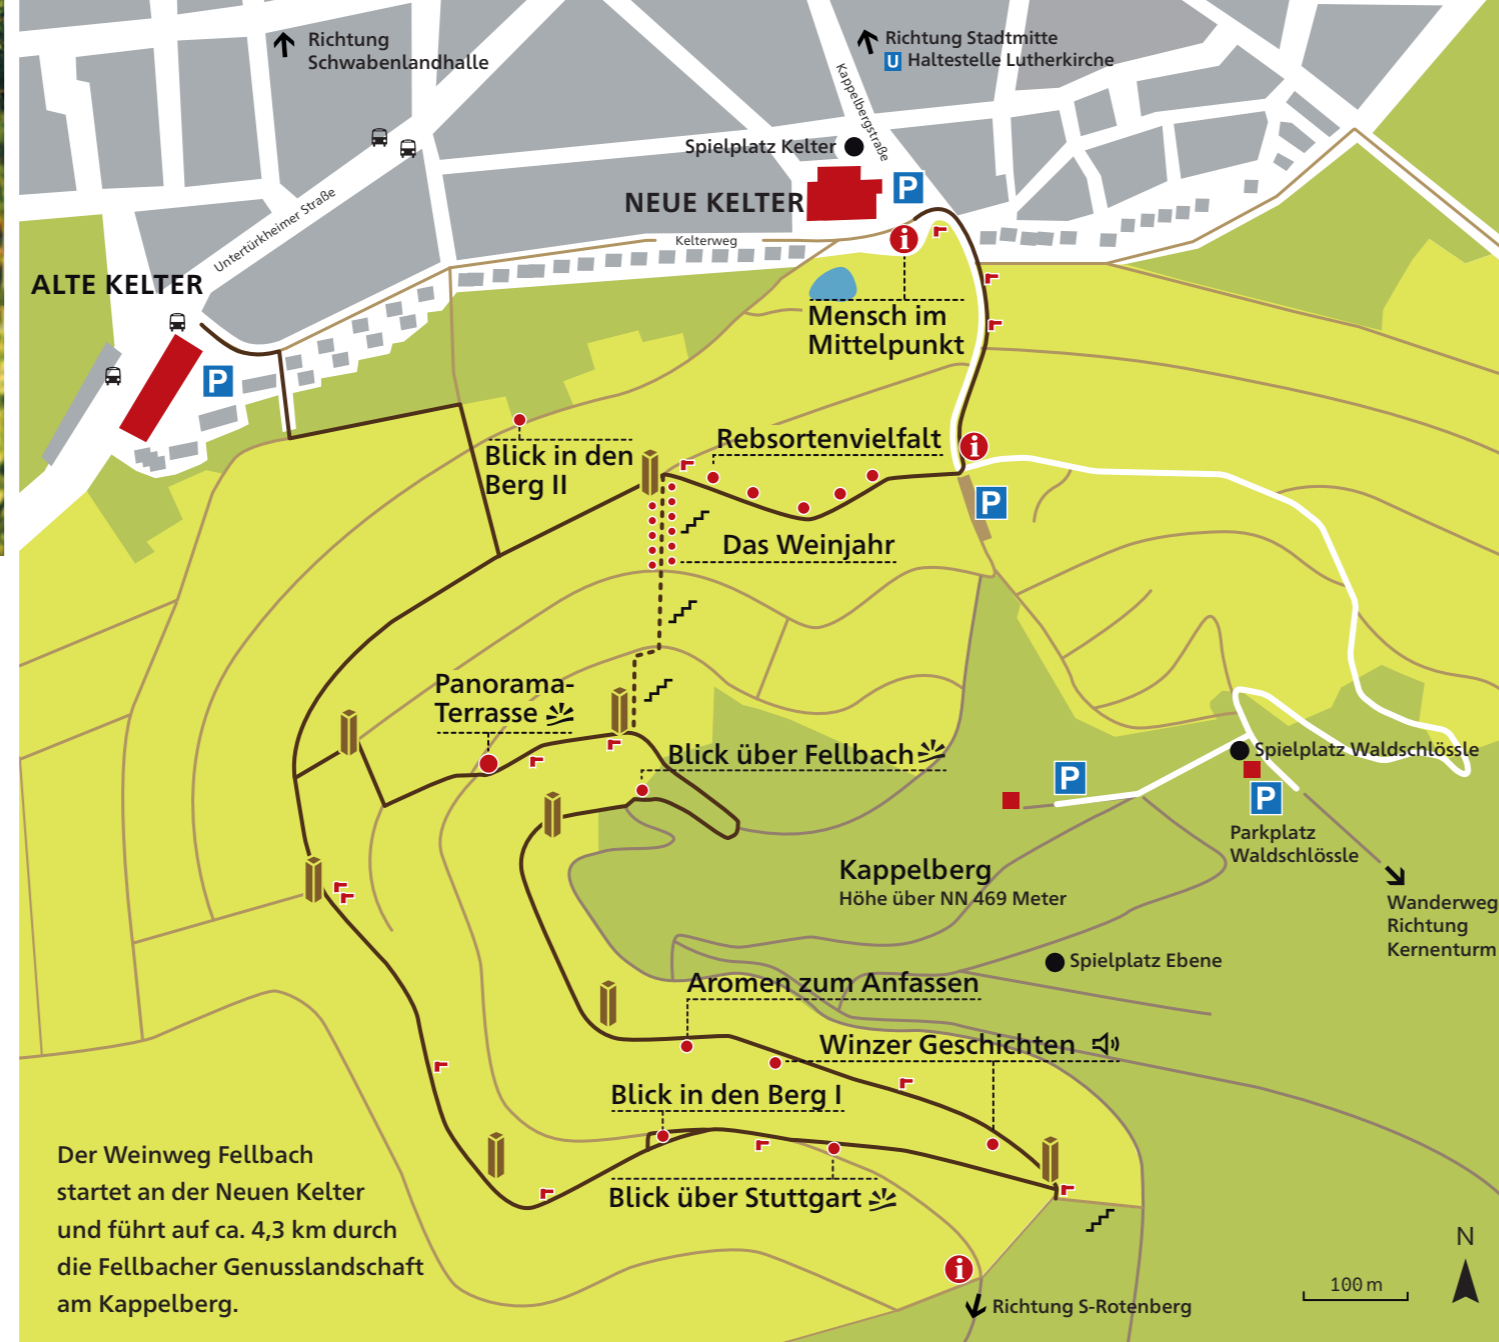 Richtung
Schwabenlandhalle
Richtung Stadtmitte
U Haltestelle Lutherkirche
Kappelbergstraße
Spielplatz Kelter
NEUE KELTER
P
Untertürkheimer Straße
Kelterweg
i
ALTE KELTER
P
Mensch im
Mittelpunkt
Rebsortenvielfalt
i
Blick in den
Berg II
P
Das Weinjahr
Panorama-
Terrasse
Blick über Fellbach
Spielplatz Waldschlössle
P
P
Parkplatz
Waldschlössle
Kappelberg
Höhe über NN 469 Meter
Wanderweg
Richtung
Kernenturm
Spielplatz Ebene
Aromen zum Anfassen
Winzer Geschichten
Blick in den Berg I
Blick über Stuttgart
Der Weinweg Fellbach
startet an der Neuen Kelter
und führt auf ca. 4,3 km durch
die Fellbacher Genusslandschaft
am Kappelberg.
i
Richtung S-Rotenberg
100 m
N